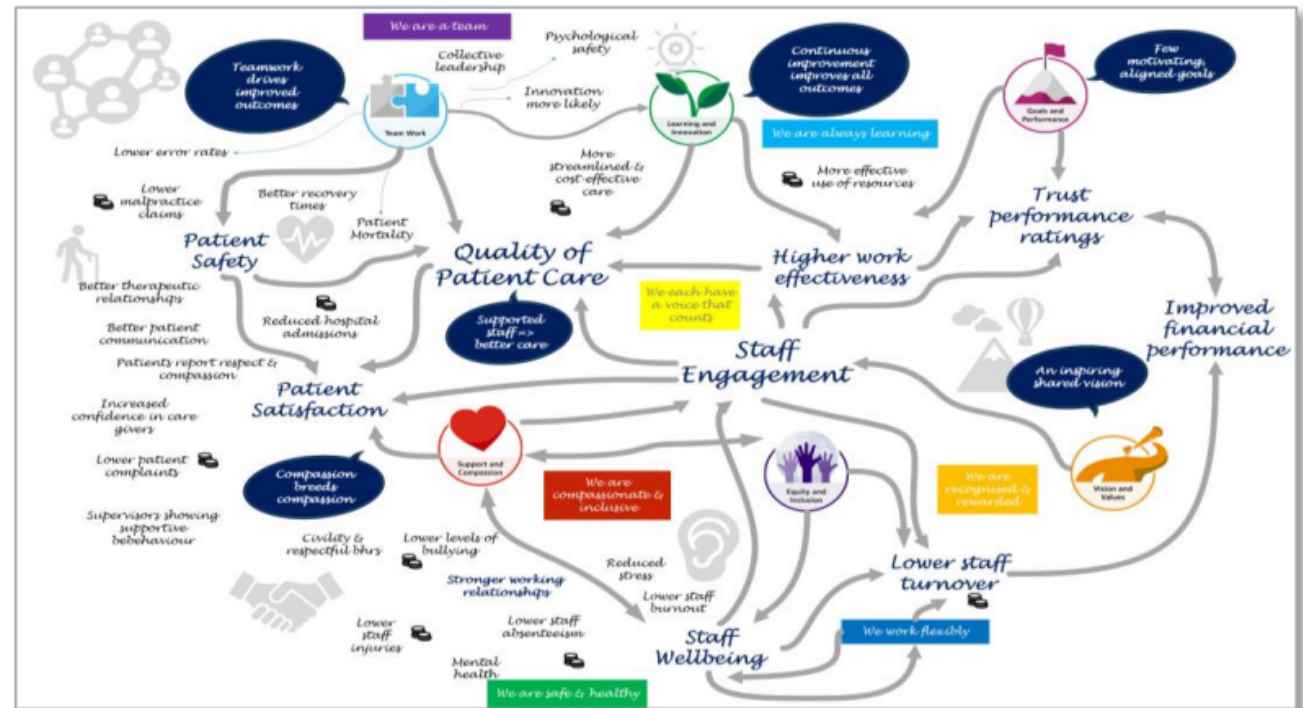 We are a team
Collective
leadership
Psychological
safety
Innovation
more likely
Teamwork
drives
improved
outcomes
Team Work
Learning and
Innovation
Continuous
improvement
improves all
outcomes
We are always learning
Goals and
Performance
Few
motivating,
aligned goals
Lower error rates
Lower
malpractice
claims
Better recovery
times
Patient
Mortality
More
streamlined &
cost-effective
care
More effective
use of resources
Trust
performance
ratings
Patient
Safety
Quality of
Patient Care
Higher work
effectiveness
Better therapeutic
relationships
Reduced hospital
admissions
Supported
staff =>
better care
We each have
a voice that
counts
Improved
financial
performance
Better patient
communication
Patients report respect &
compassion
Staff
Engagement
An inspiring
shared vision
Patient
Satisfaction
Increased
confidence in care
givers
Lower patient
complaints
Compassion
breeds
compassion
Support and
Compassion
We are
compassionate &
inclusive
Equity and
Inclusion
We are
recognised &
rewarded
Vision and
Values
Supervisors showing
supportive
bebehaviour
Civility &
respectful bhrs
Lower levels of
bullying
Stronger working
relationships
Reduced
stress
Lower staff
burnout
Lower staff
turnover
Lower
staff
injuries
Lower staff
absenteeism
Mental
health
Staff
Wellbeing
We work flexibly
We are safe & healthy